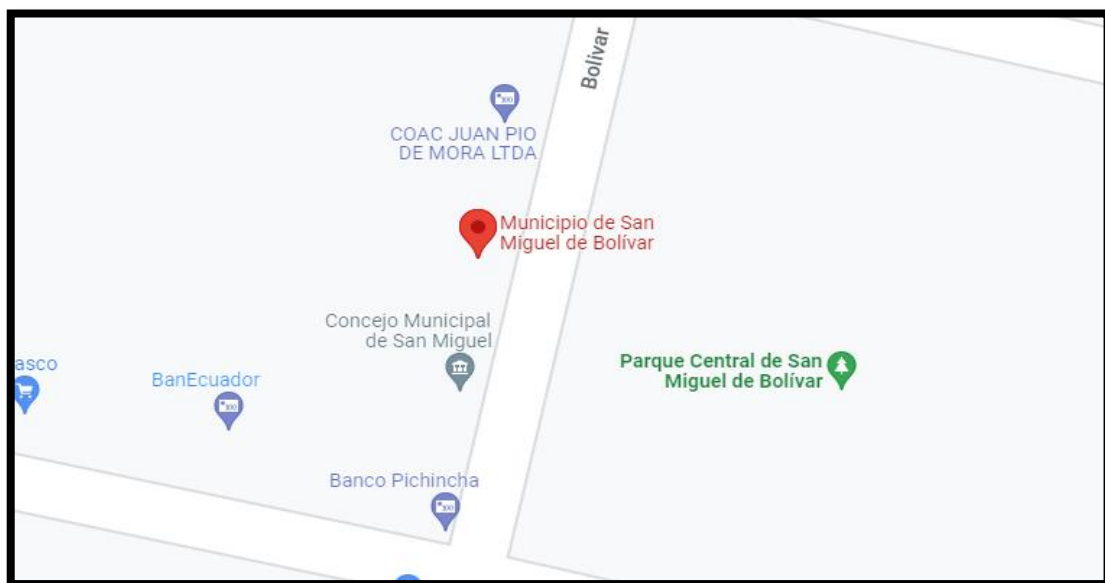 Bolivar
COAC JUAN PIO
DE MORA LTDA
Municipio de San
Miguel de Bolívar
Concejo Municipal
de San Miguel
Parque Central de San
Miguel de Bolívar
asco
BanEcuador
Banco Pichincha